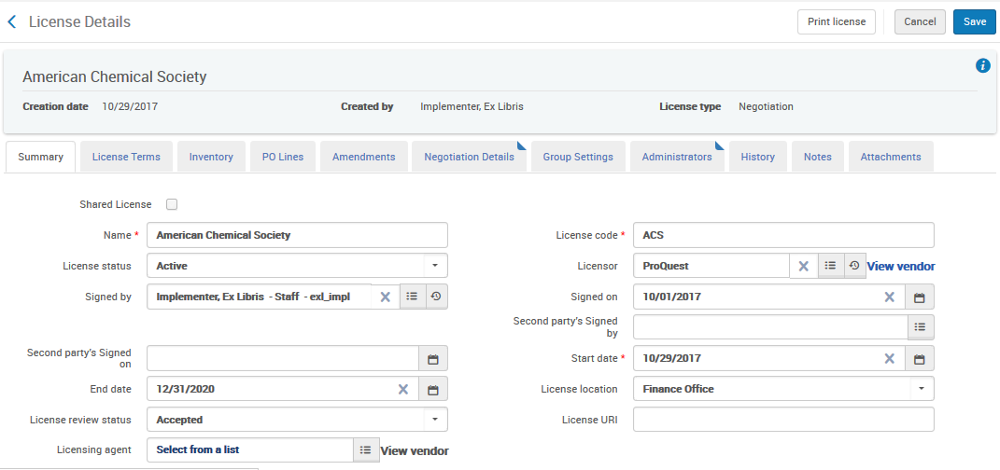 License Details
Print license
Cancel
Save
American Chemical Society
Creation date 10/29/2017 Created by Implementer, Ex Libris License type Negotiation
Summary License Terms Inventory PO Lines Amendments Negotiation Details Group Settings Administrators History Notes Attachments
Shared License
Name * American Chemical Society License code * ACS
License status Active Licensor ProQuest View vendor
Signed by Implementer, Ex Libris - Staff - exl_impl Signed on 10/01/2017
Second party's Signed
by
Second party's Signed
on
Start date * 10/29/2017
End date 12/31/2020 License location Finance Office
License review status Accepted License URI
Licensing agent Select from a list View vendor